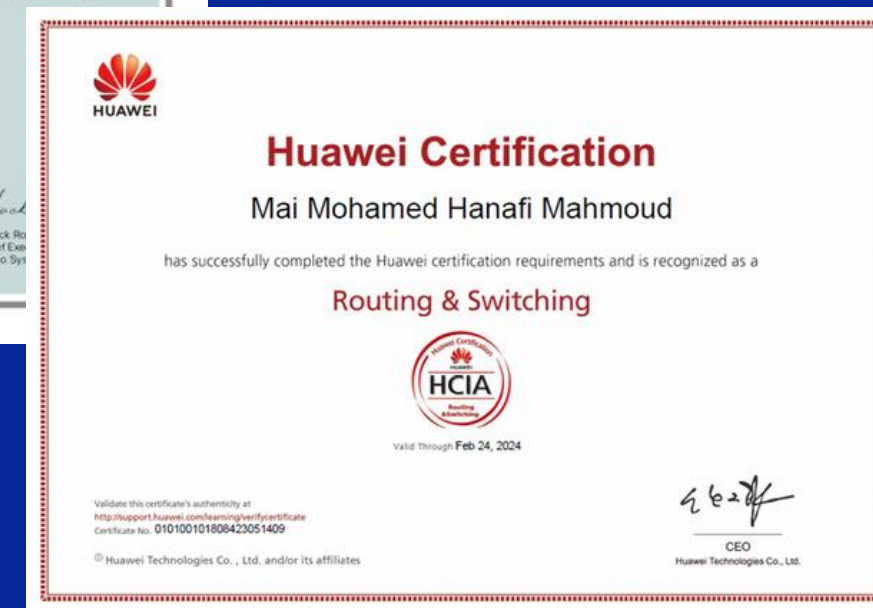 HUAWEI
Huawei Certification
Mai Mohamed Hanafi Mahmoud
has successfully completed the Huawei certification requirements and is recognized as a
Routing & Switching
Huawei Certification
HUAWEI
HCIA
Routing
&Switching
Valid Through Feb 24, 2024
Validate this certificate's authenticity at
http://support.huawei.com/learning/verifycertificate
Certificate No. 010100101808423051409
© Huawei Technologies Co., Ltd. and/or its affiliates
CEO
Huawei Technologies Co., Ltd.